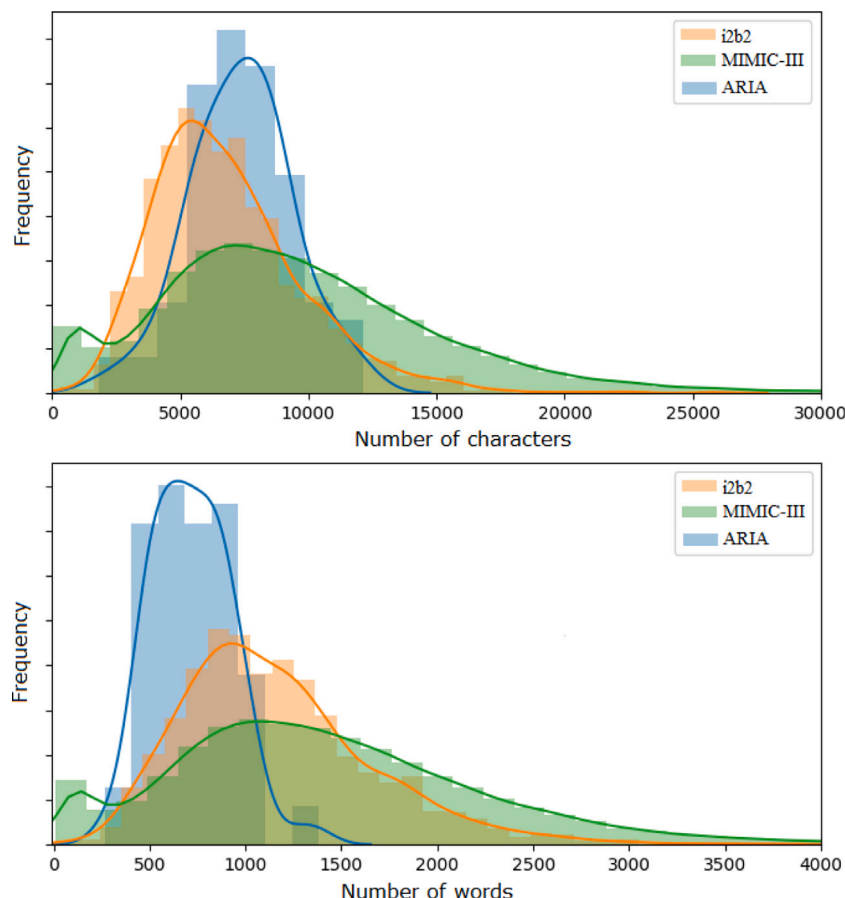 i2b2
MIMIC-III
ARIA
Frequency
0 5000 10000 15000 20000 25000 30000
Number of characters
i2b2
MIMIC-III
ARIA
Frequency
0 500 1000 1500 2000 2500 3000 3500 4000
Number of words